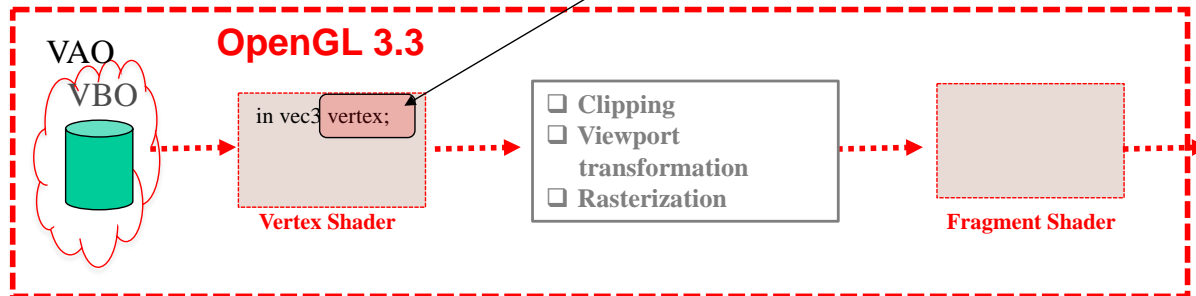 OpenGL 3.3
VAO
VBO
in vec3 vertex;
Vertex Shader
❑ Clipping
❑ Viewport
transformation
❑ Rasterization
Fragment Shader